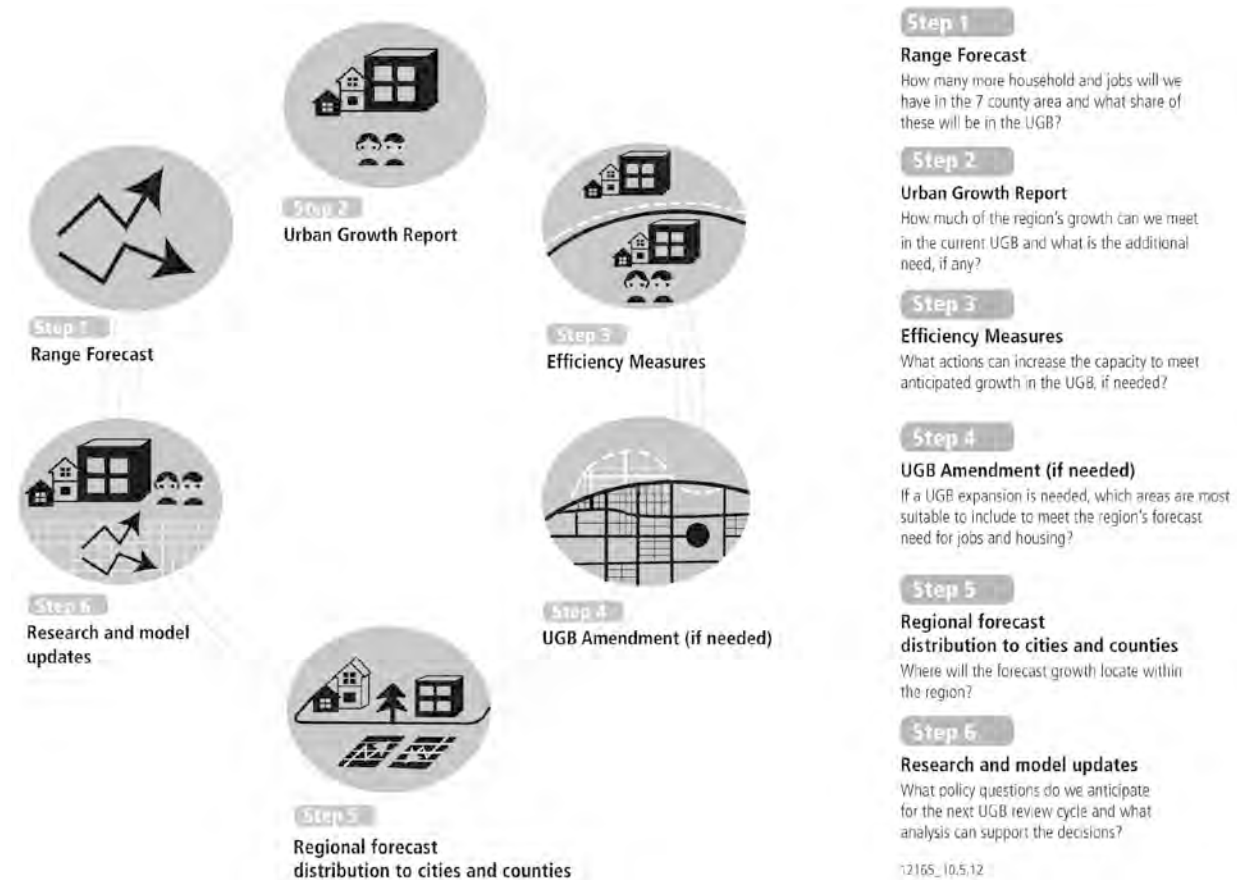 Step 1
Range Forecast
Step 2
Urban Growth Report
Step 3
Efficiency Measures
Step 4
UGB Amendment (if needed)
Step 5
Regional forecast
distribution to cities and counties
Step 6
Research and model
updates
Step 1
Range Forecast
How many more household and jobs will we
have in the 7 county area and what share of
these will be in the UGB?
Step 2
Urban Growth Report
How much of the region's growth can we meet
in the current UGB and what is the additional
need, if any?
Step 3
Efficiency Measures
What actions can increase the capacity to meet
anticipated growth in the UGB, if needed?
Step 4
UGB Amendment (if needed)
If a UGB expansion is needed, which areas are most
suitable to include to meet the region's forecast
need for jobs and housing?
Step 5
Regional forecast
distribution to cities and counties
Where will the forecast growth locate within
the region?
Step 6
Research and model updates
What policy questions do we anticipate
for the next UGB review cycle and what
analysis can support the decisions?
12165_10.5.12